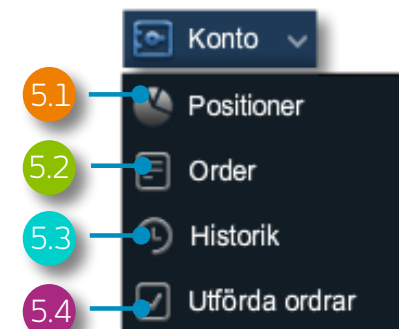 Konto
5.1 Positioner
5.2 Order
5.3 Historik
5.4 Utförda ordrar